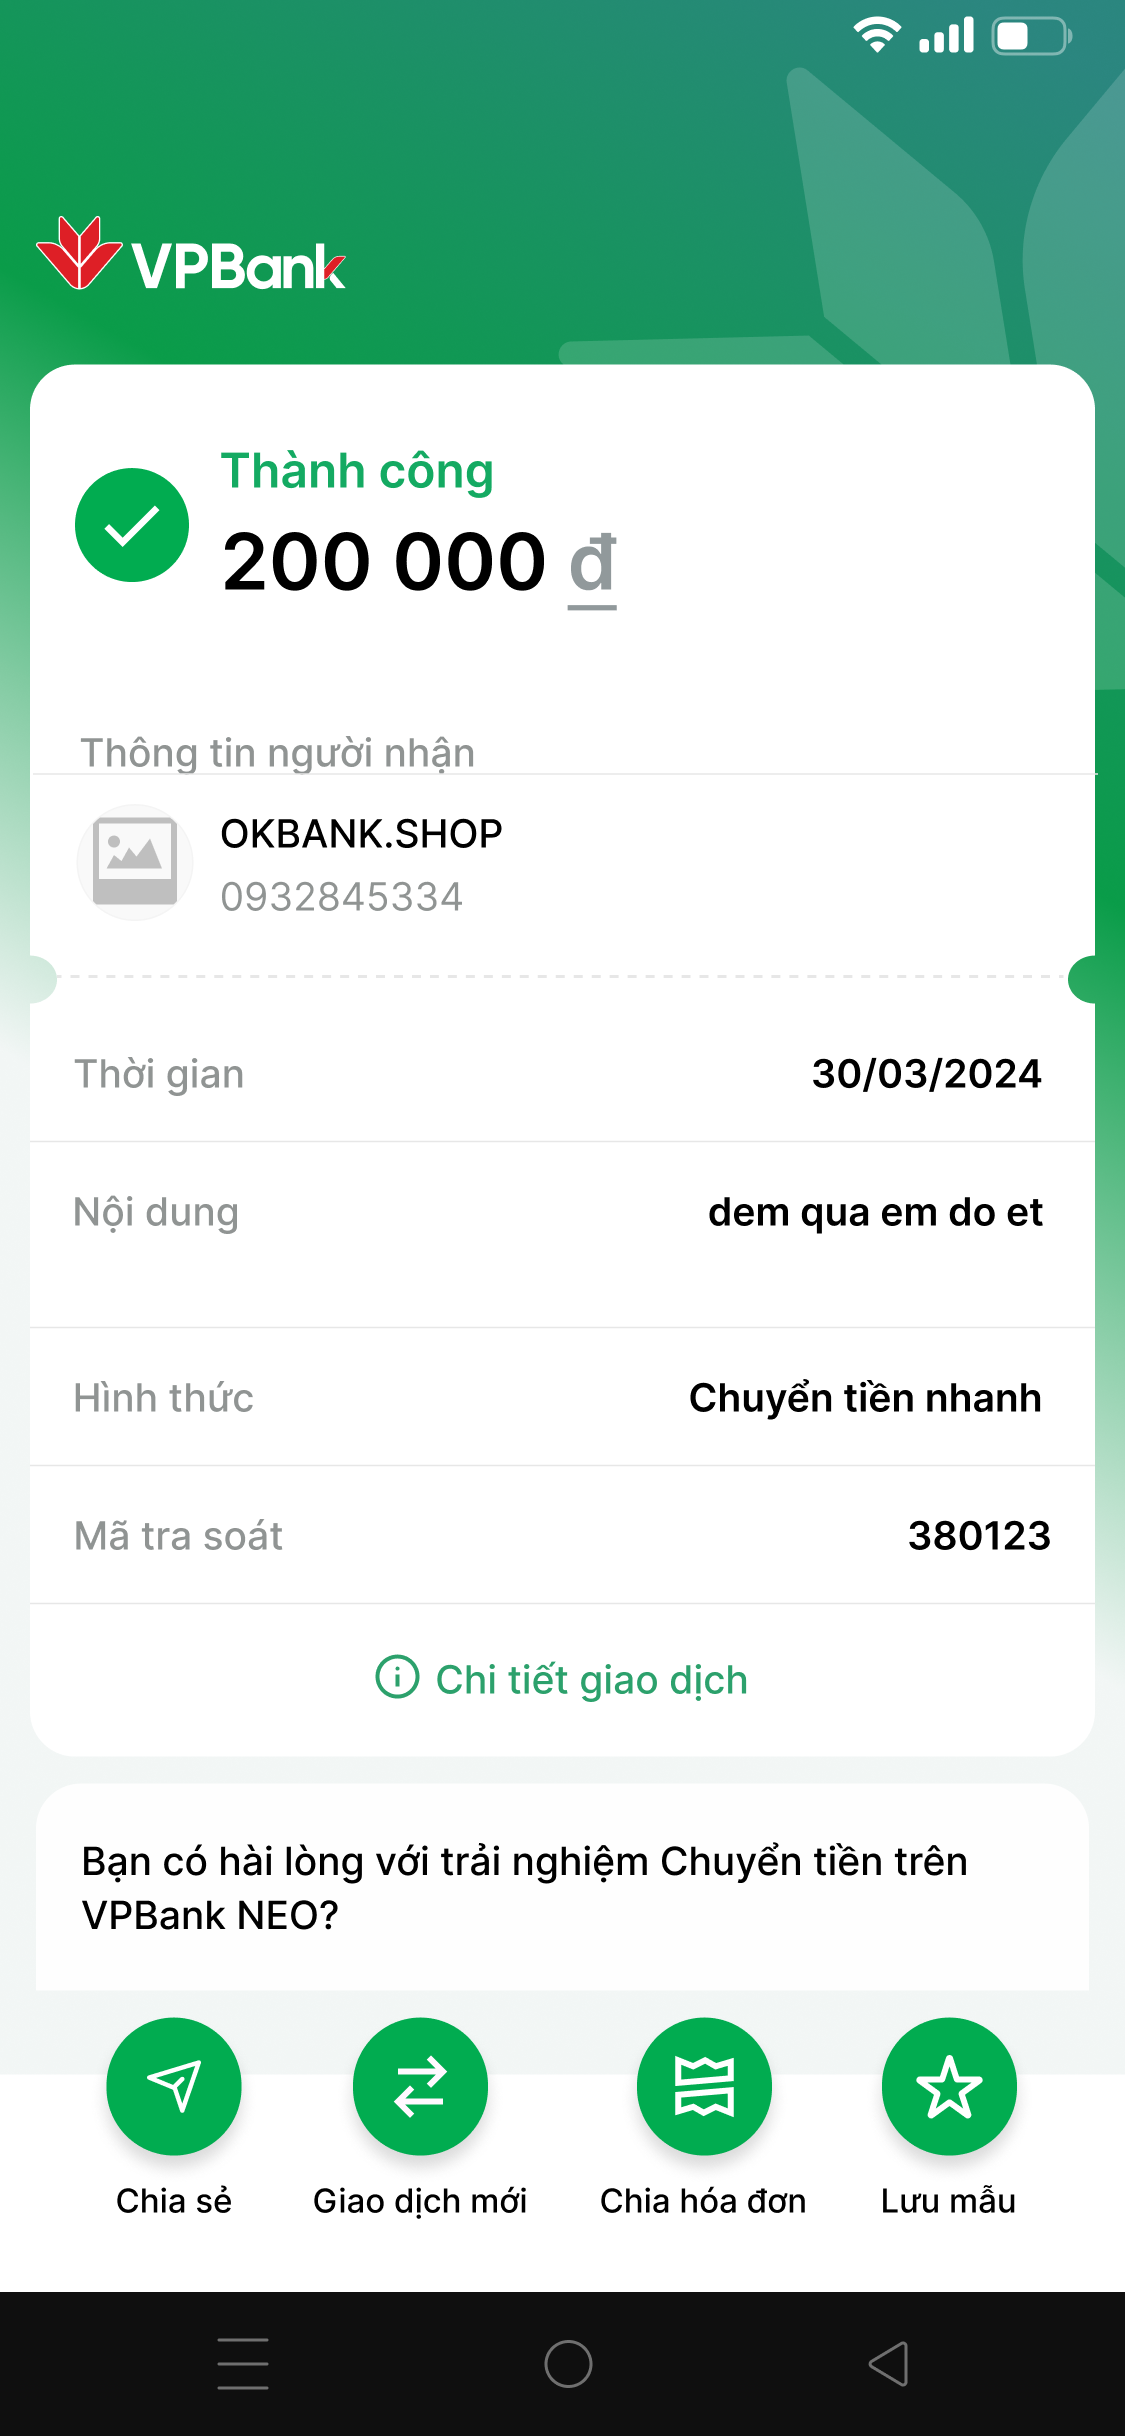 VPBank
Thành công
200 000 đ
Thông tin người nhận
OKBANK.SHOP
0932845334
Thời gian
30/03/2024
Nội dung
dem qua em do et
Hình thức
Chuyển tiền nhanh
Mã tra soát
380123
Chi tiết giao dịch
Bạn có hài lòng với trải nghiệm Chuyển tiền trên
VPBank NEO?
Chia sẻ
Giao dịch mới
Chia hóa đơn
Lưu mẫu